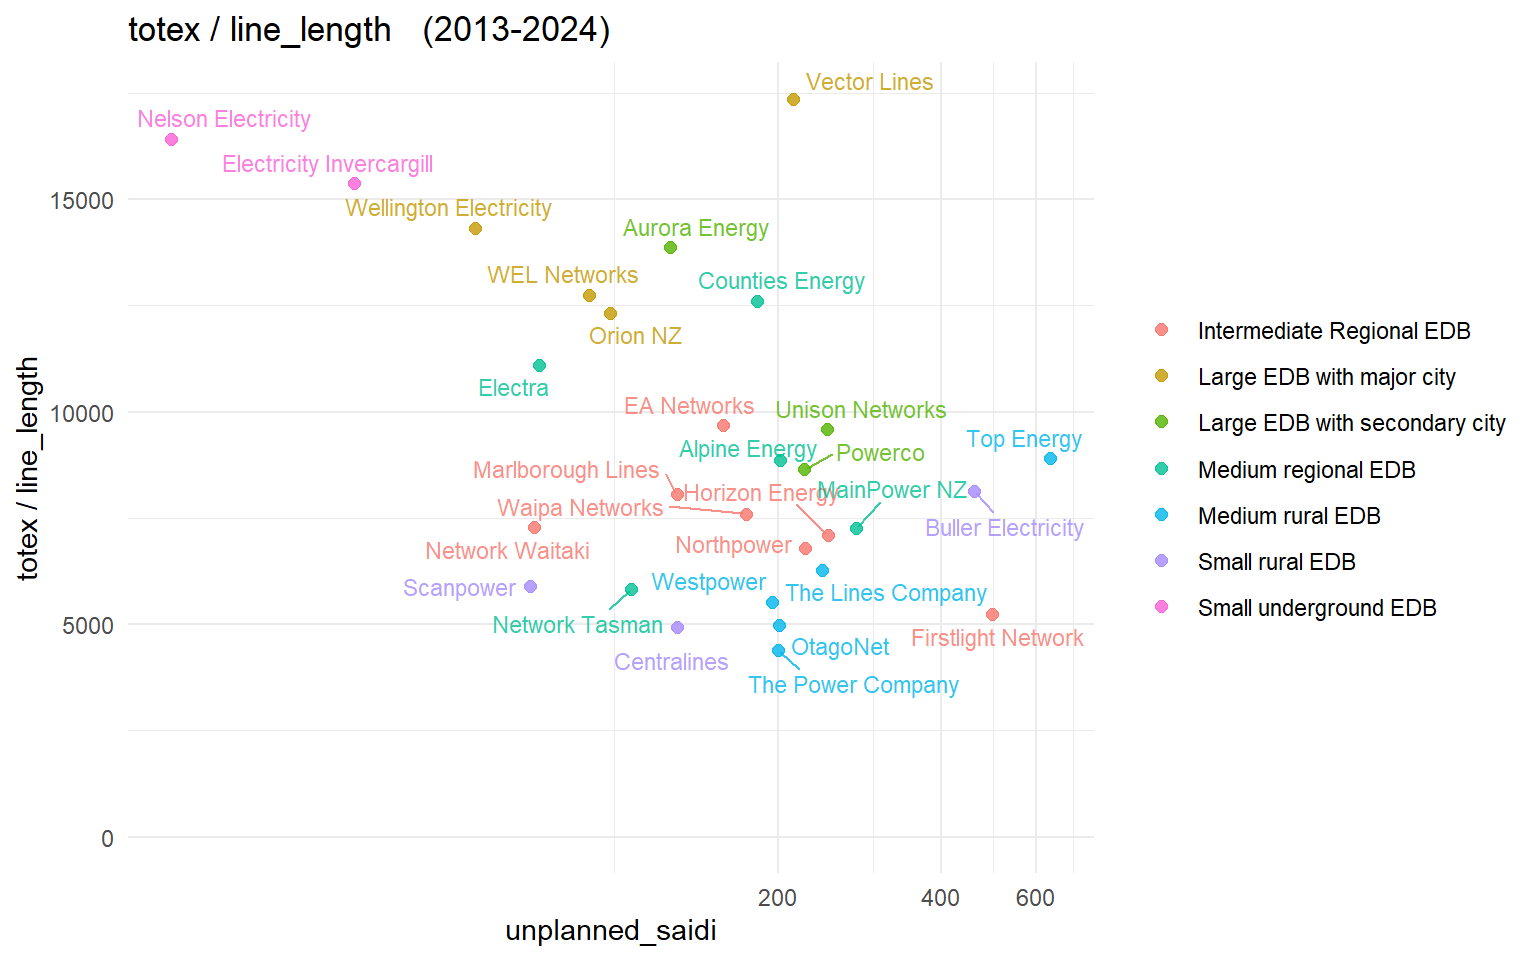 totex / line_length (2013-2024)
Vector Lines
Nelson Electricity
Electricity Invercargill
Wellington Electricity
Aurora Energy
WEL Networks
Counties Energy
Orion NZ
Electra
EA Networks
Unison Networks
Top Energy
Alpine Energy
Powerco
Marlborough Lines
Horizon Energy
MainPower NZ
Waipa Networks
Buller Electricity
Northpower
Network Waitaki
Scanpower
Westpower
The Lines Company
Network Tasman
Firstlight Network
OtagoNet
Centralines
The Power Company
15000
10000
5000
0
totex / line_length
200
400
600
unplanned_saidi
Intermediate Regional EDB
Large EDB with major city
Large EDB with secondary city
Medium regional EDB
Medium rural EDB
Small rural EDB
Small underground EDB